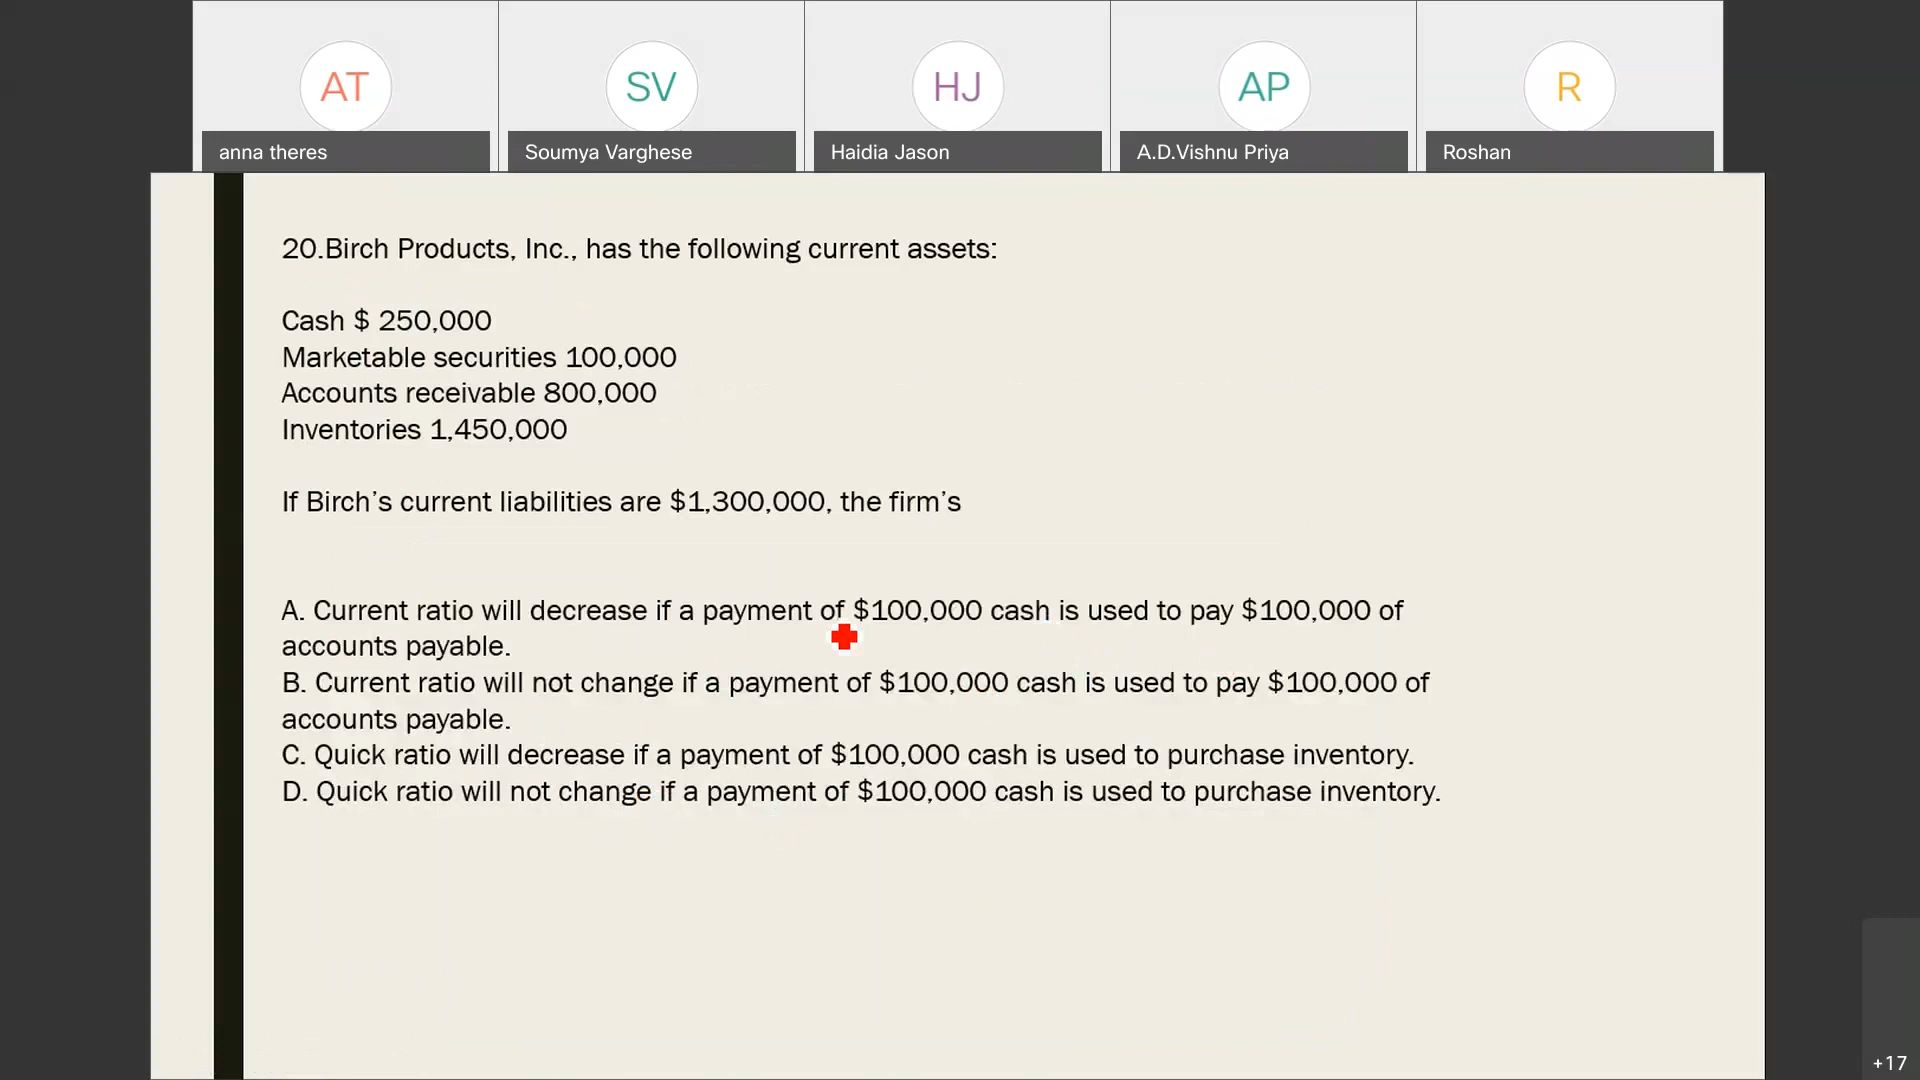 AT
SV
HJ
AP
R
anna theres
Soumya Varghese
Haidia Jason
A.D.Vishnu Priya
Roshan
20.Birch Products, Inc., has the following current assets:
Cash $ 250,000
Marketable securities 100,000
Accounts receivable 800,000
Inventories 1,450,000
If Birch’s current liabilities are $1,300,000, the firm’s
A. Current ratio will decrease if a payment of $100,000 cash is used to pay $100,000 of
accounts payable.
B. Current ratio will not change if a payment of $100,000 cash is used to pay $100,000 of
accounts payable.
C. Quick ratio will decrease if a payment of $100,000 cash is used to purchase inventory.
D. Quick ratio will not change if a payment of $100,000 cash is used to purchase inventory.
+17